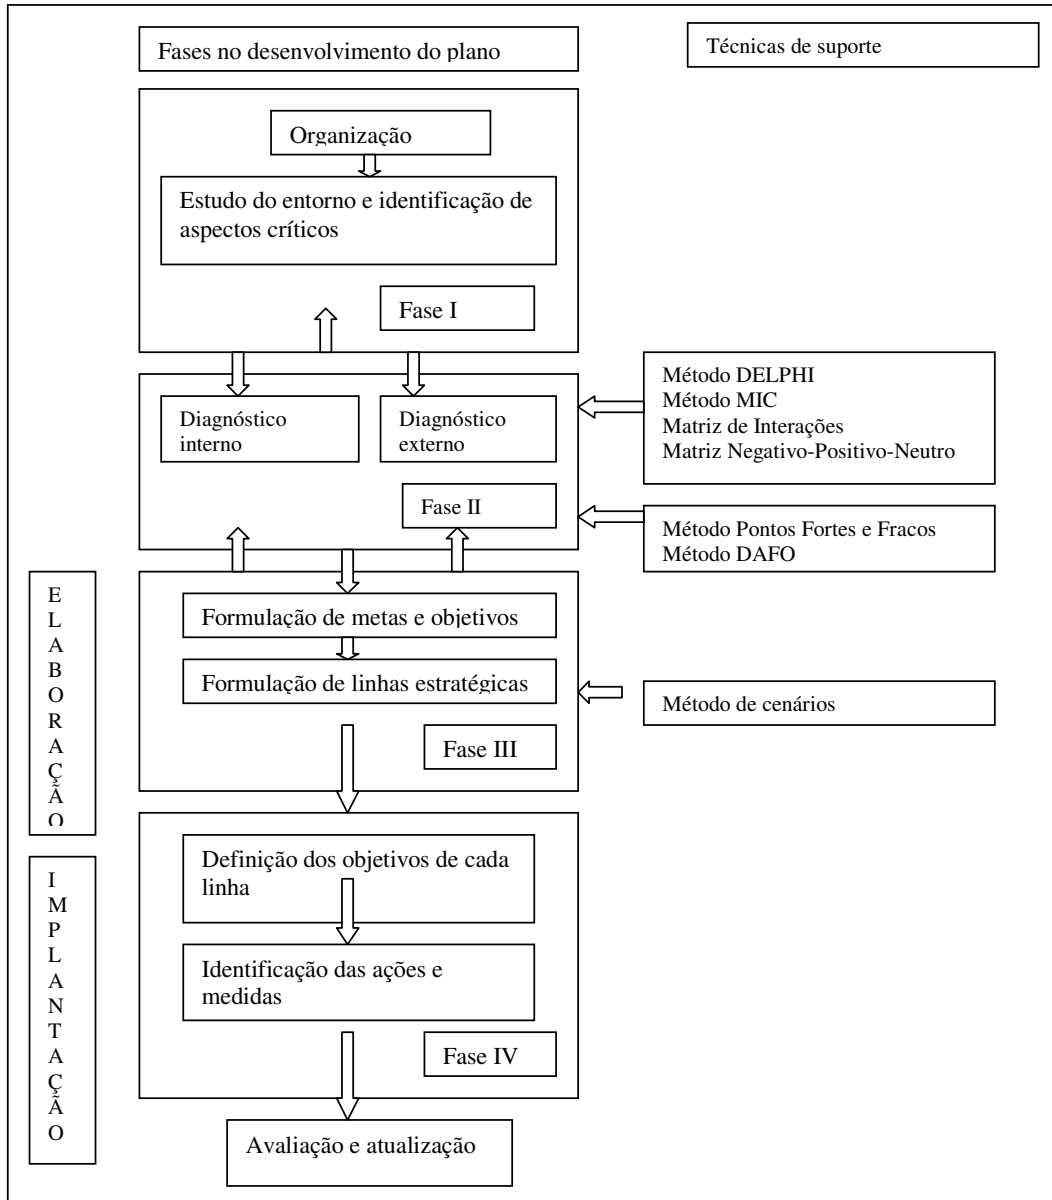 Fases no desenvolvimento do plano
Técnicas de suporte
Organização
Estudo do entorno e identificação de
aspectos críticos
Fase I
Diagnóstico
interno
Diagnóstico
externo
Fase II
Método DELPHI
Método MIC
Matriz de Interações
Matriz Negativo-Positivo-Neutro
Método Pontos Fortes e Fracos
Método DAFO
E
L
A
B
O
R
A
Ç
Ã
O
Formulação de metas e objetivos
Formulação de linhas estratégicas
Fase III
Método de cenários
I
M
P
L
A
N
T
A
Ç
Ã
O
Definição dos objetivos de cada
linha
Identificação das ações e
medidas
Fase IV
Avaliação e atualização